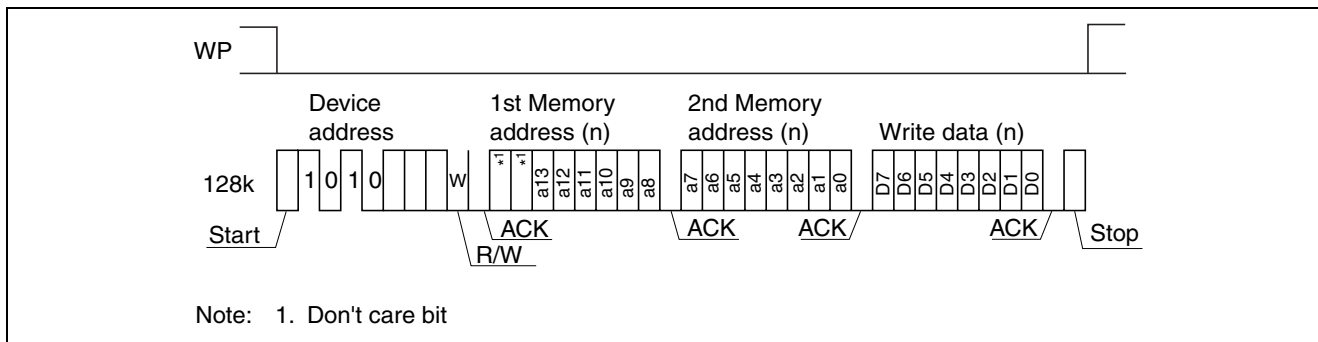 WP
Device address
1st Memory address (n)
2nd Memory address (n)
Write data (n)
128k
1 0 1 0 W *1 *1 a13 a12 a11 a10 a9 a8 a7 a6 a5 a4 a3 a2 a1 a0 D7 D6 D5 D4 D3 D2 D1 D0
Start
R/W
ACK
ACK
ACK
ACK
Stop
Note: 1. Don't care bit